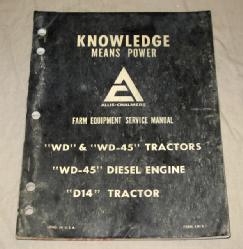 KNOWLEDGE
MEANS POWER
ALLIS-CHALMERS
FARM EQUIPMENT SERVICE MANUAL
"WD" & "WD-45" TRACTORS
"WD-45" DIESEL ENGINE
"D14" TRACTOR
U.S.A.
FORM